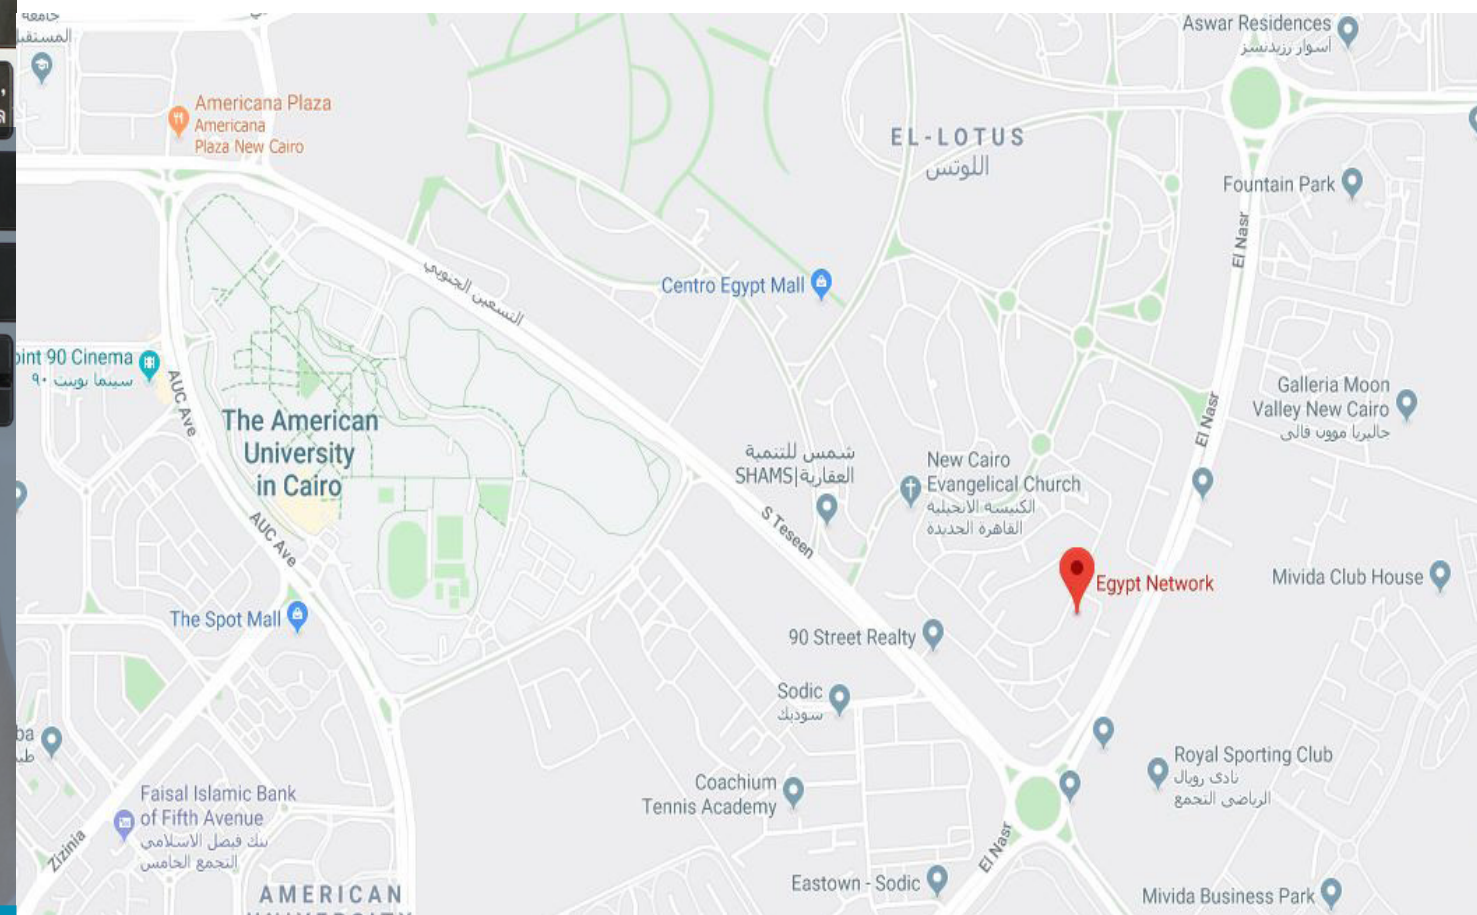 جامعة
Aswar Residences
أسوار رزيدنسز
Americana Plaza
Americana
Plaza New Cairo
EL-LOTUS
اللوتس
Fountain Park
El Nasr
Centro Egypt Mall
التسعين الجنوبي
oint 90 Cinema
سينما بوينت ٩٠
AUC Ave
The American
University
in Cairo
Galleria Moon
Valley New Cairo
جاليريا موون فالى
El Nasr
شمس للتنمية
العقارية|SHAMS
New Cairo
Evangelical Church
الكنيسة الانجيلية
القاهرة الجديدة
AUC Ave
S Teseen
Egypt Network
Mivida Club House
The Spot Mall
90 Street Realty
Sodic
سوديك
Royal Sporting Club
نادى رويال
الرياضى التجمع
Coachium
Tennis Academy
Faisal Islamic Bank
of Fifth Avenue
بنك فيصل الاسلامي
التجمع الخامس
Zizinia
El Nasr
Eastown - Sodic
Mivida Business Park
AMERICAN